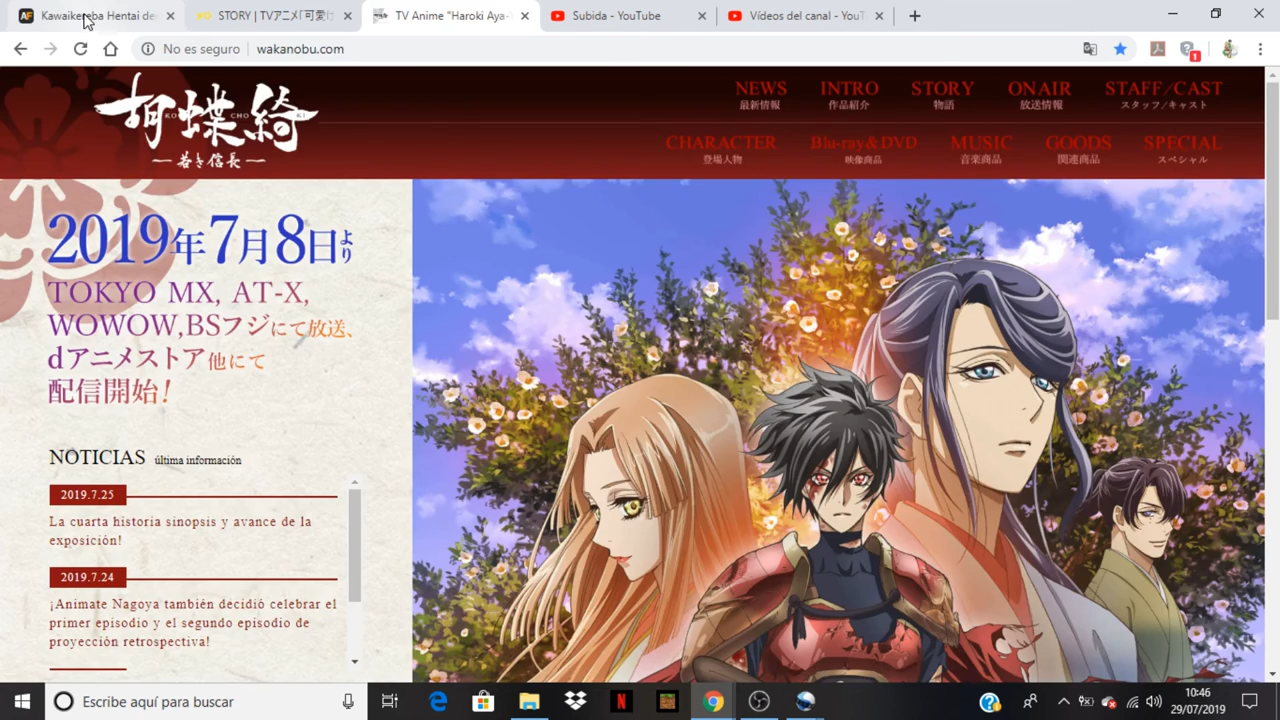 Kawaikereba Hentai de
STORY | TVアニメ「可愛け
TV Anime "Haroki Aya-
Subida - YouTube
Vídeos del canal - YouT
No es seguro
wakanobu.com
1
胡蝶綺
KO CHO KI
若き信長
NEWS
最新情報
INTRO
作品紹介
STORY
物語
ONAIR
放送情報
STAFF/CAST
スタッフ/キャスト
CHARACTER
登場人物
Blu-ray&DVD
映像商品
MUSIC
音楽商品
GOODS
関連商品
SPECIAL
スペシャル
2019年7月8日より
TOKYO MX, AT-X,
WOWOW,BSフジにて放送、
dアニメストア他にて
配信開始!
NOTICIAS última información
2019.7.25
La cuarta historia sinopsis y avance de la
exposición!
2019.7.24
¡Animate Nagoya también decidió celebrar el
primer episodio y el segundo episodio de
proyección retrospectiva!
Escribe aquí para buscar
10:46
29/07/2019